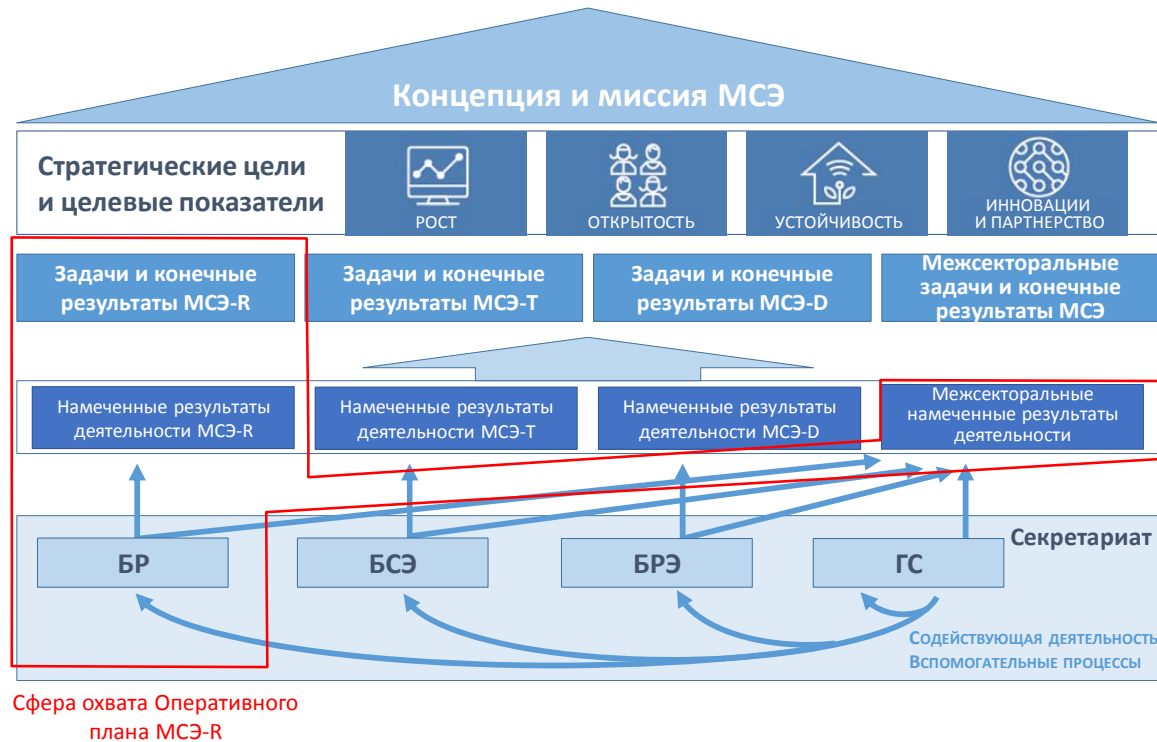 Концепция и миссия МСЭ
Стратегические цели
и целевые показатели
РОСТ
ОТКРЫТОСТЬ
УСТОЙЧИВОСТЬ
ИННОВАЦИИ
И ПАРТНЕРСТВО
Задачи и конечные
результаты МСЭ-R
Задачи и конечные
результаты МСЭ-T
Задачи и конечные
результаты МСЭ-D
Межсекторальные
задачи и конечные
результаты МСЭ
Намеченные результаты
деятельности МСЭ-R
Намеченные результаты
деятельности МСЭ-T
Намеченные результаты
деятельности МСЭ-D
Межсекторальные
намеченные результаты
деятельности
Секретариат
БР
БСЭ
БРЭ
ГС
Содействующая деятельность
Вспомогательные процессы
Сфера охвата Оперативного
плана МСЭ-R